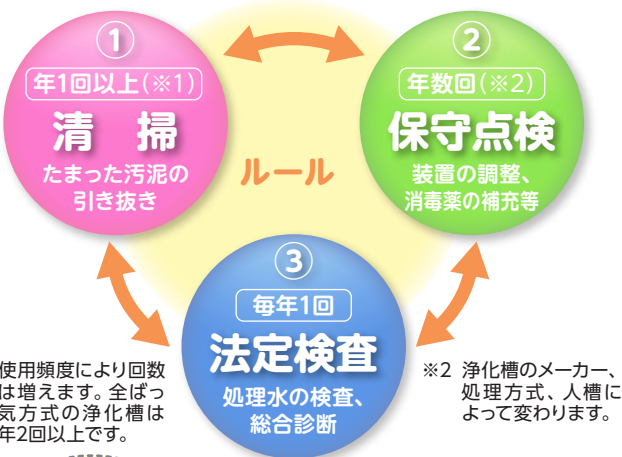 ①
年1回以上(※1)
清 掃
たまった汚泥の
引き抜き
②
年数回(※2)
保守点検
装置の調整、
消毒薬の補充等
ルール
③
毎年1回
法定検査
処理水の検査、
総合診断
使用頻度により回数
は増えます。全ばっ
気方式の浄化槽は
年2回以上です。
※2 浄化槽のメーカー、
処理方式、人槽に
よって変わります。